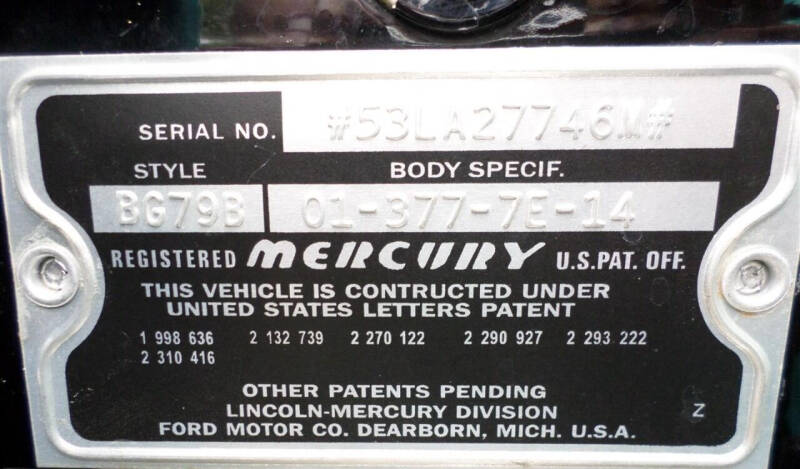 SERIAL NO. #53LA27746M#
STYLE BODY SPECIF.
BG79B 01-377-7E-14
REGISTERED MERCURY U.S.PAT. OFF.
THIS VEHICLE IS CONTRUCTED UNDER
UNITED STATES LETTERS PATENT
1 998 636 2 132 739 2 270 122 2 290 927 2 293 222
2 310 416
OTHER PATENTS PENDING
LINCOLN-MERCURY DIVISION Z
FORD MOTOR CO. DEARBORN, MICH. U.S.A.